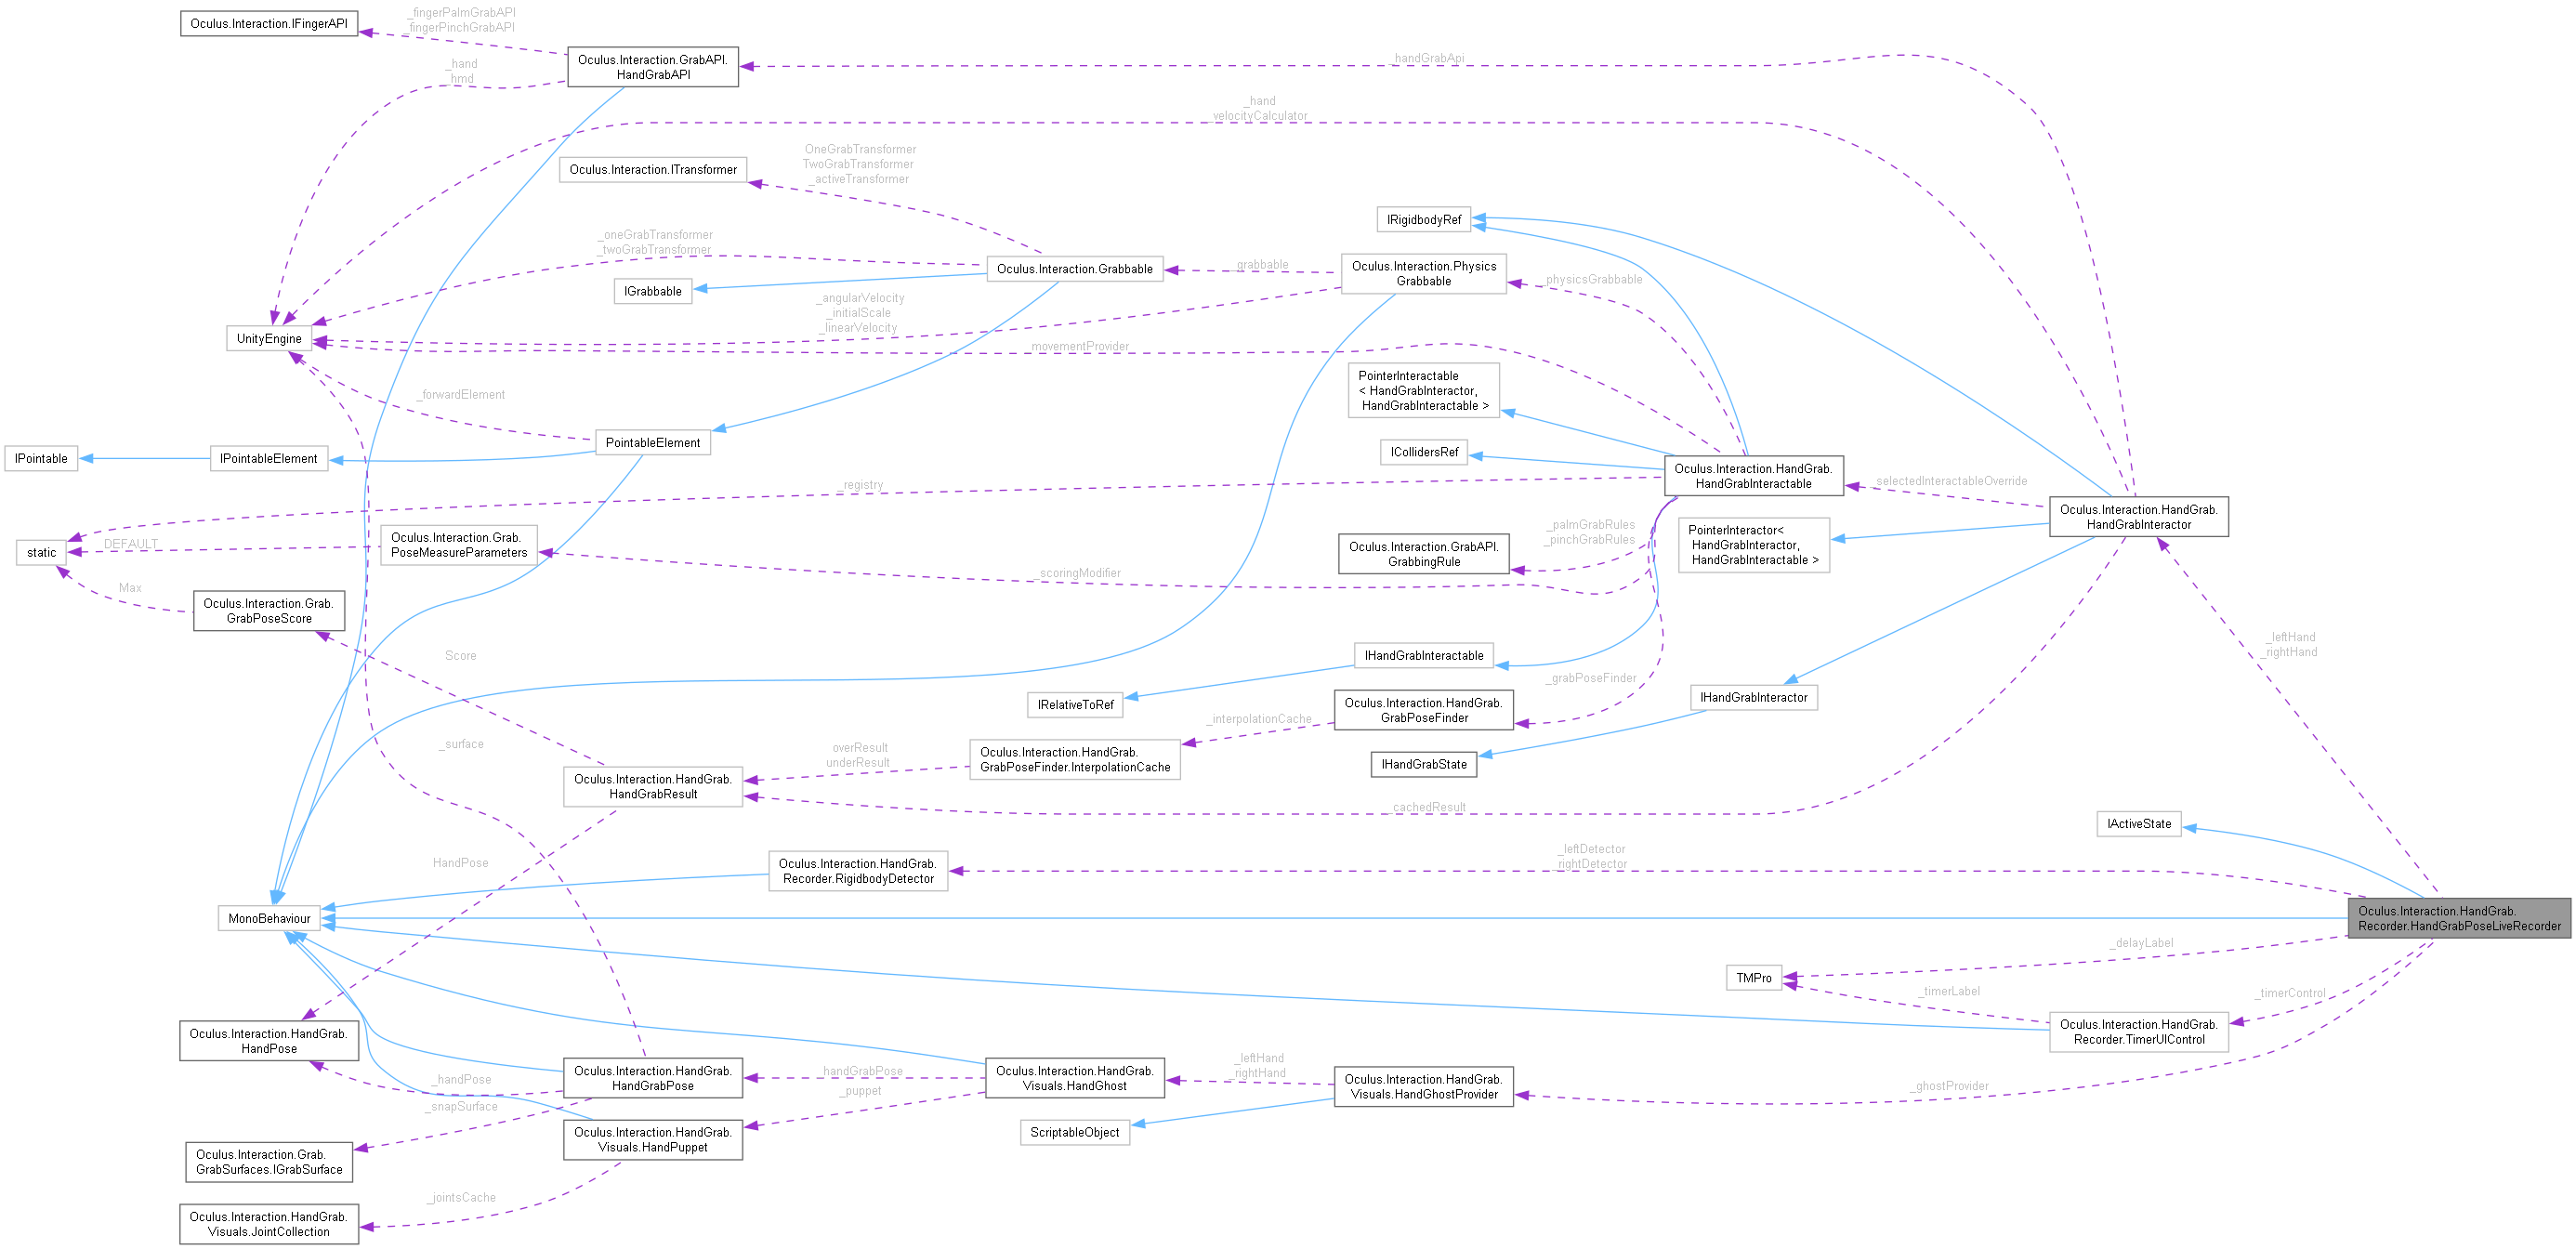 _fingerPalmGrabAPI
_fingerPinchGrabAPI
Oculus.Interaction.IFingerAPI
Oculus.Interaction.GrabAPI.
HandGrabAPI
_handGrabApi
_hand
_hmd
_hand
_velocityCalculator
OneGrabTransformer
TwoGrabTransformer
_activeTransformer
Oculus.Interaction.ITransformer
IRigidbodyRef
_oneGrabTransformer
_twoGrabTransformer
Oculus.Interaction.Grabbable
_grabbable
Oculus.Interaction.Physics
Grabbable
_physicsGrabbable
IGrabbable
_angularVelocity
_initialScale
_linearVelocity
UnityEngine
_movementProvider
PointerInteractable
< HandGrabInteractor,
HandGrabInteractable >
_forwardElement
PointableElement
IPointable
IPointableElement
ICollidersRef
Oculus.Interaction.HandGrab.
HandGrabInteractable
_registry
_selectedInteractableOverride
Oculus.Interaction.HandGrab.
HandGrabInteractor
PointerInteractor<
HandGrabInteractor,
HandGrabInteractable >
_palmGrabRules
_pinchGrabRules
Oculus.Interaction.GrabAPI.
GrabbingRule
static
DEFAULT
Oculus.Interaction.Grab.
PoseMeasureParameters
_scoringModifier
Max
Oculus.Interaction.Grab.
GrabPoseScore
Score
_leftHand
_rightHand
IHandGrabInteractable
_grabPoseFinder
IHandGrabInteractor
IRelativeToRef
Oculus.Interaction.HandGrab.
GrabPoseFinder
_interpolationCache
_surface
overResult
underResult
Oculus.Interaction.HandGrab.
GrabPoseFinder.InterpolationCache
IHandGrabState
Oculus.Interaction.HandGrab.
HandGrabResult
_cachedResult
IActiveState
HandPose
Oculus.Interaction.HandGrab.
Recorder.RigidbodyDetector
_leftDetector
_rightDetector
MonoBehaviour
Oculus.Interaction.HandGrab.
Recorder.HandGrabPoseLiveRecorder
_delayLabel
TMPro
_timerLabel
_timerControl
Oculus.Interaction.HandGrab.
Recorder.TimerUIControl
Oculus.Interaction.HandGrab.
HandPose
_handPose
Oculus.Interaction.HandGrab.
HandGrabPose
_handGrabPose
_puppet
Oculus.Interaction.HandGrab.
Visuals.HandGhost
_leftHand
_rightHand
Oculus.Interaction.HandGrab.
Visuals.HandGhostProvider
_ghostProvider
_snapSurface
Oculus.Interaction.HandGrab.
Visuals.HandPuppet
ScriptableObject
Oculus.Interaction.Grab.
GrabSurfaces.IGrabSurface
_jointsCache
Oculus.Interaction.HandGrab.
Visuals.JointCollection